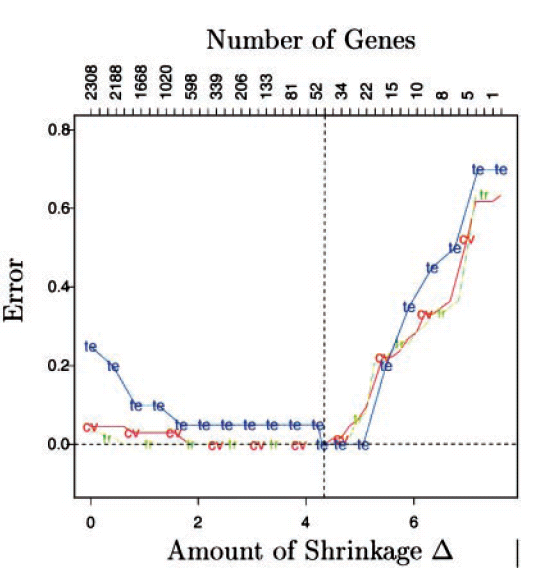 Number of Genes
2308 2188 1668 1020 598 339 206 133 81 52 34 22 15 10 8 5 1
Error
0.8
0.6
0.4
0.2
0.0
te te
tr
cv
te
te
te
cv tr
tr
cv te
te te te te te te te te te te te te te te
tr
cv cv cv cv cv cv cv
tr tr tr tr tr
0 2 4 6
Amount of Shrinkage Δ